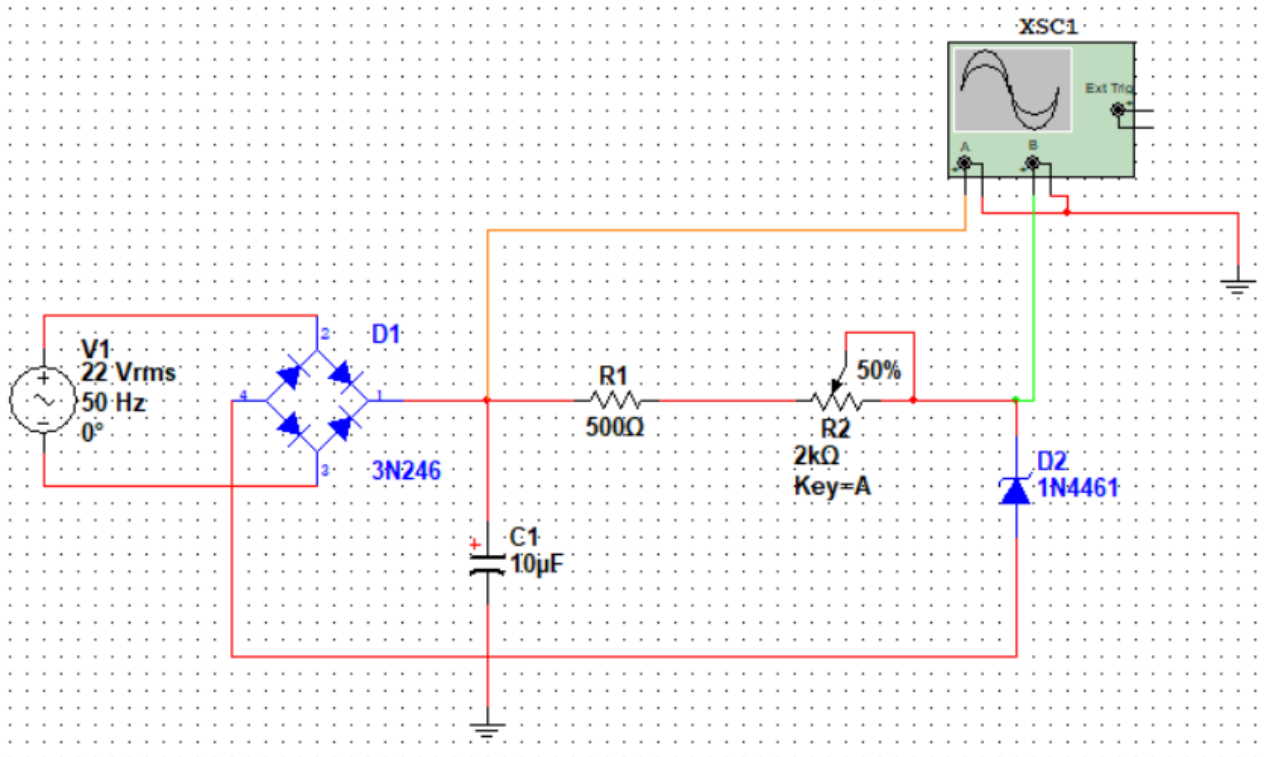 XSC1
Ext Trig
A
B
V1
22 Vrms
50 Hz
0°
D1
2
4
1
3
3N246
R1
500Ω
50%
R2
2kΩ
Key=A
D2
1N4461
C1
10µF